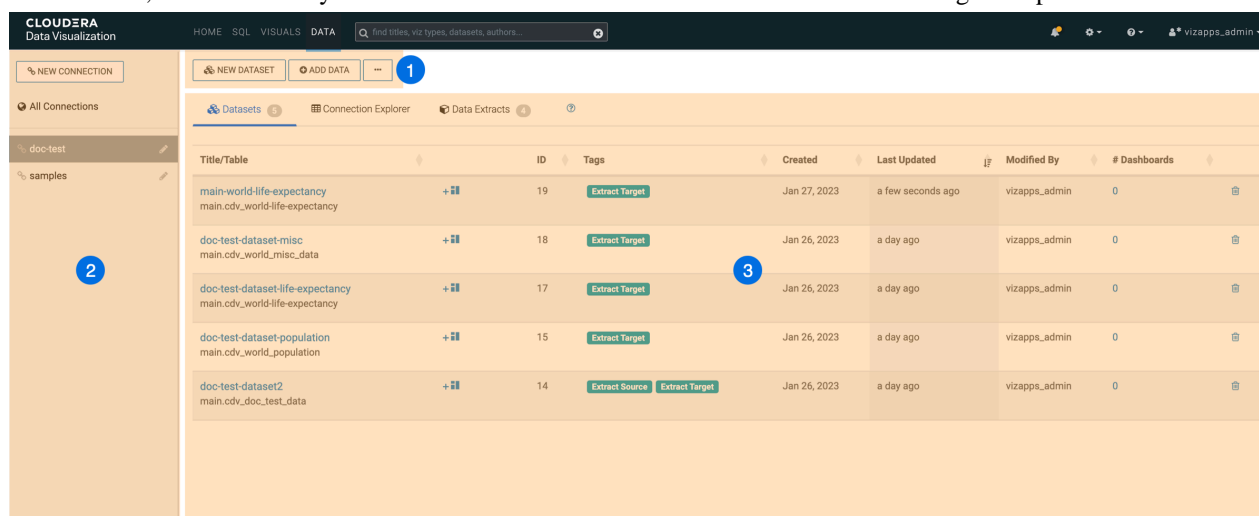 CLOUDERA
Data Visualization
HOME SQL VISUALS DATA find titles, viz types, datasets, authors... vizapps_admin
NEW CONNECTION
NEW DATASET ADD DATA ... 1
All Connections
Datasets 5 Connection Explorer Data Extracts 4
doc-test
samples
2
Title/Table ID Tags Created Last Updated Modified By # Dashboards
main-world-life-expectancy 19 Extract Target Jan 27, 2023 a few seconds ago vizapps_admin 0
main.cdv_world-life-expectancy
doc-test-dataset-misc 18 Extract Target Jan 26, 2023 a day ago vizapps_admin 0
main.cdv_world_misc_data
3
doc-test-dataset-life-expectancy 17 Extract Target Jan 26, 2023 a day ago vizapps_admin 0
main.cdv_world-life-expectancy
doc-test-dataset-population 15 Extract Target Jan 26, 2023 a day ago vizapps_admin 0
main.cdv_world_population
doc-test-dataset2 14 Extract Source Extract Target Jan 26, 2023 a day ago vizapps_admin 0
main.cdv_doc_test_data